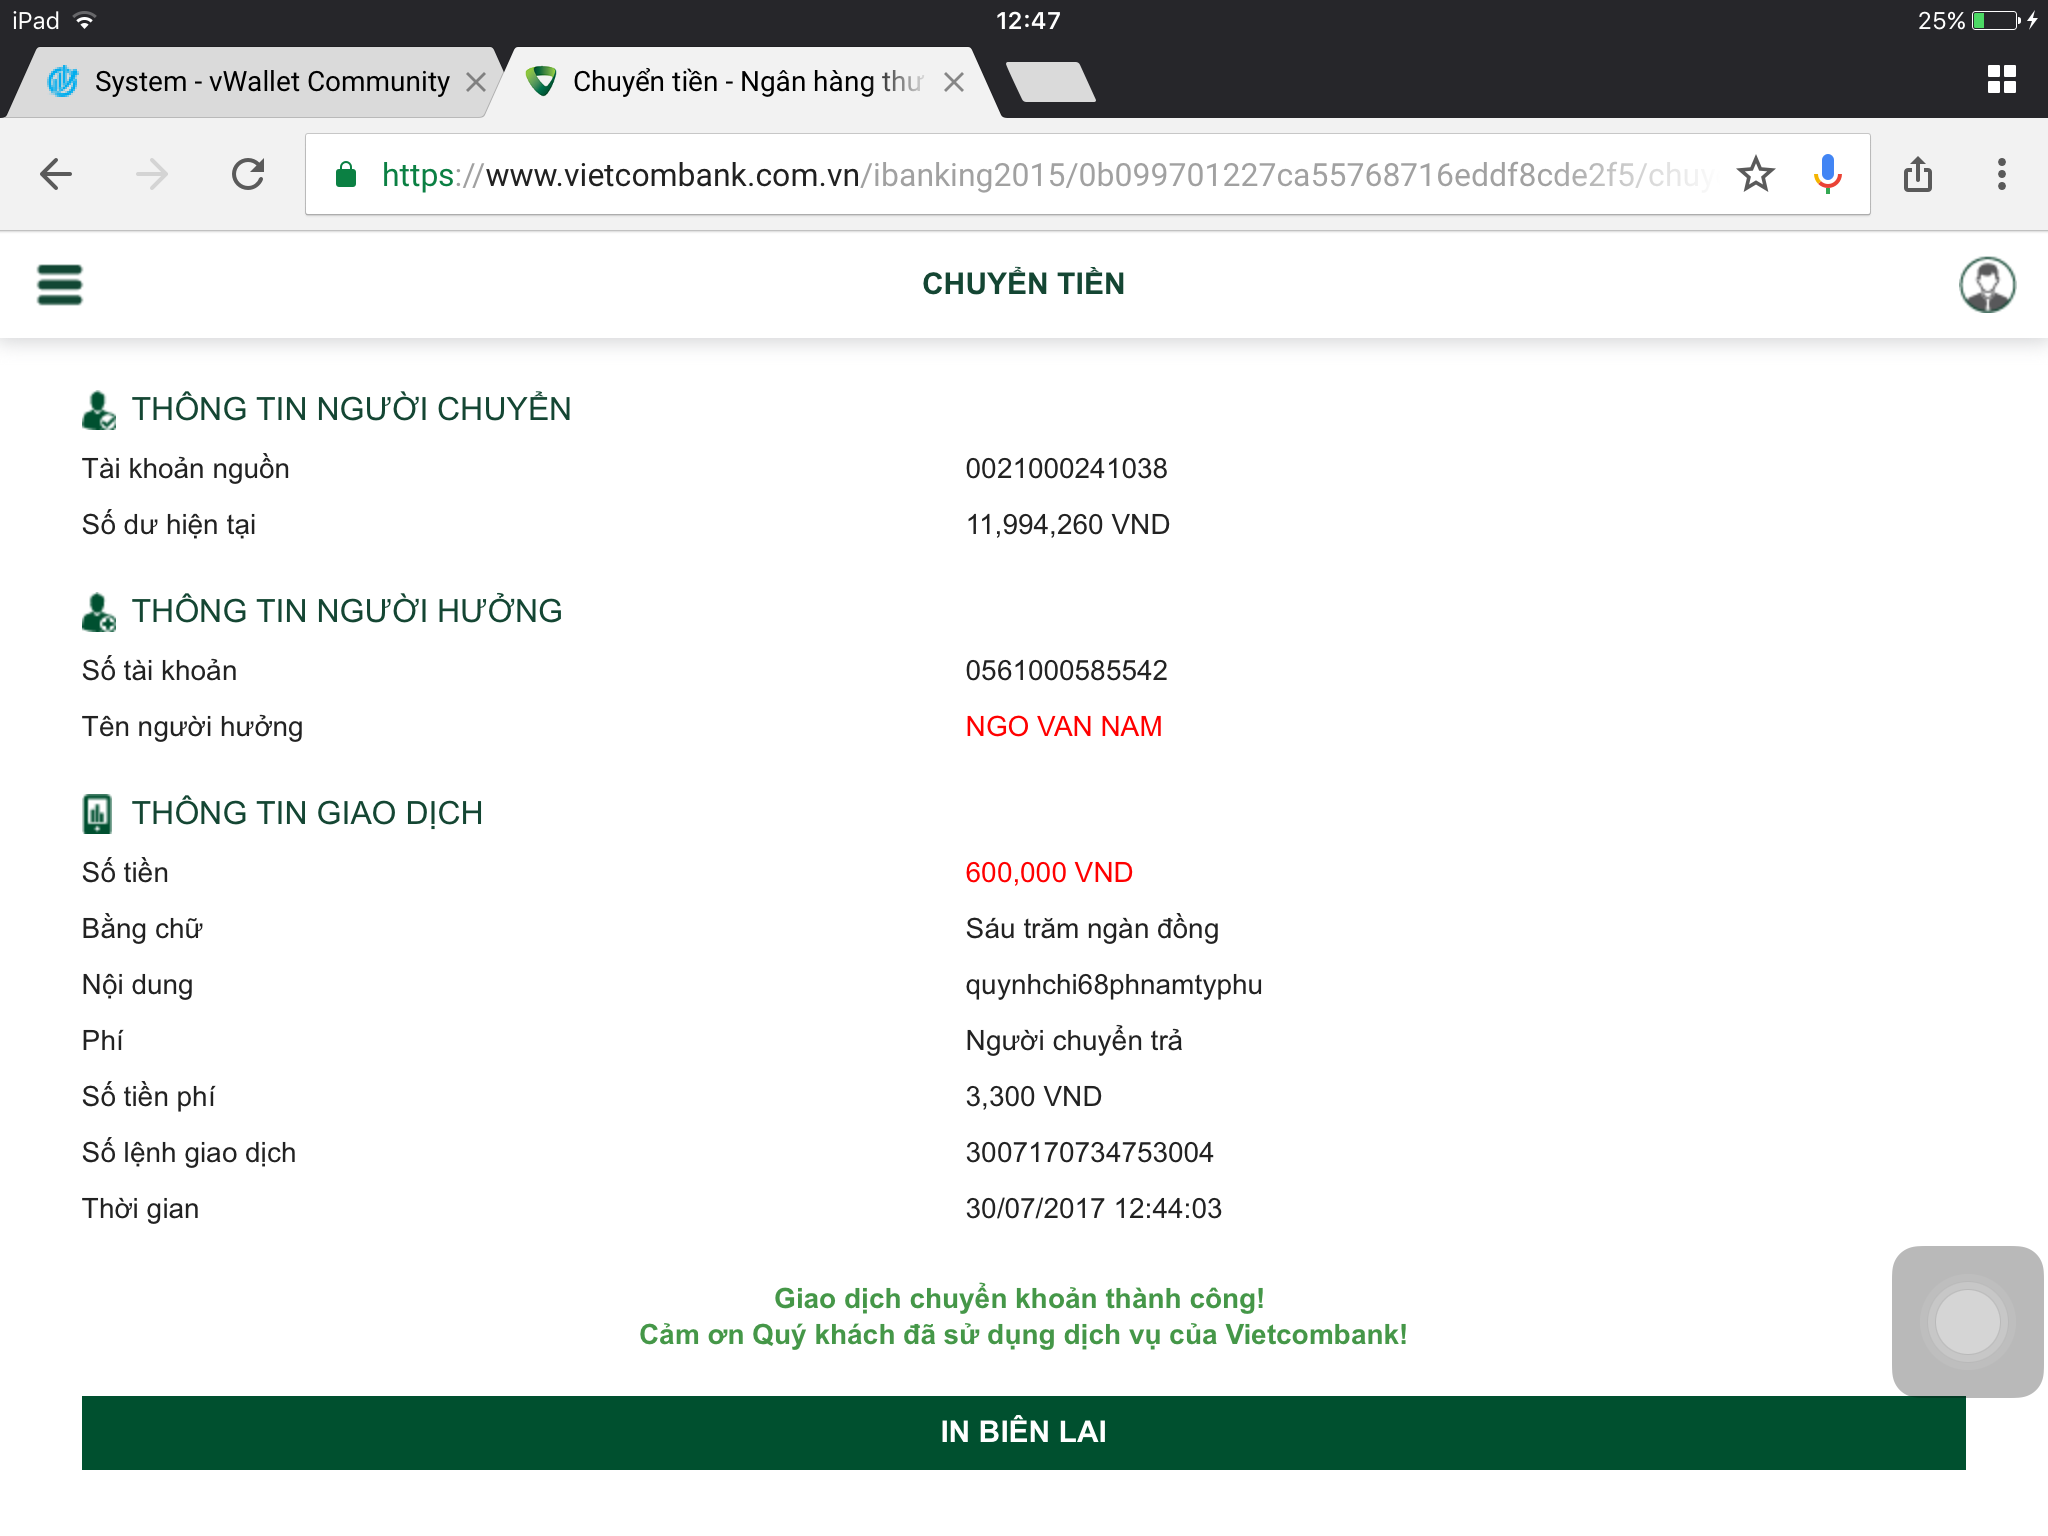 iPad
12:47
25%
System - vWallet Community
Chuyển tiền - Ngân hàng thư
https://www.vietcombank.com.vn/ibanking2015/0b099701227ca55768716eddf8cde2f5/chuy
CHUYỂN TIỀN
THÔNG TIN NGƯỜI CHUYỂN
Tài khoản nguồn 0021000241038
Số dư hiện tại 11,994,260 VND
THÔNG TIN NGƯỜI HƯỞNG
Số tài khoản 0561000585542
Tên người hưởng NGO VAN NAM
THÔNG TIN GIAO DỊCH
Số tiền 600,000 VND
Bằng chữ Sáu trăm ngàn đồng
Nội dung quynhchi68phnamtyphu
Phí Người chuyển trả
Số tiền phí 3,300 VND
Số lệnh giao dịch 3007170734753004
Thời gian 30/07/2017 12:44:03
Giao dịch chuyển khoản thành công!
Cảm ơn Quý khách đã sử dụng dịch vụ của Vietcombank!
IN BIÊN LAI